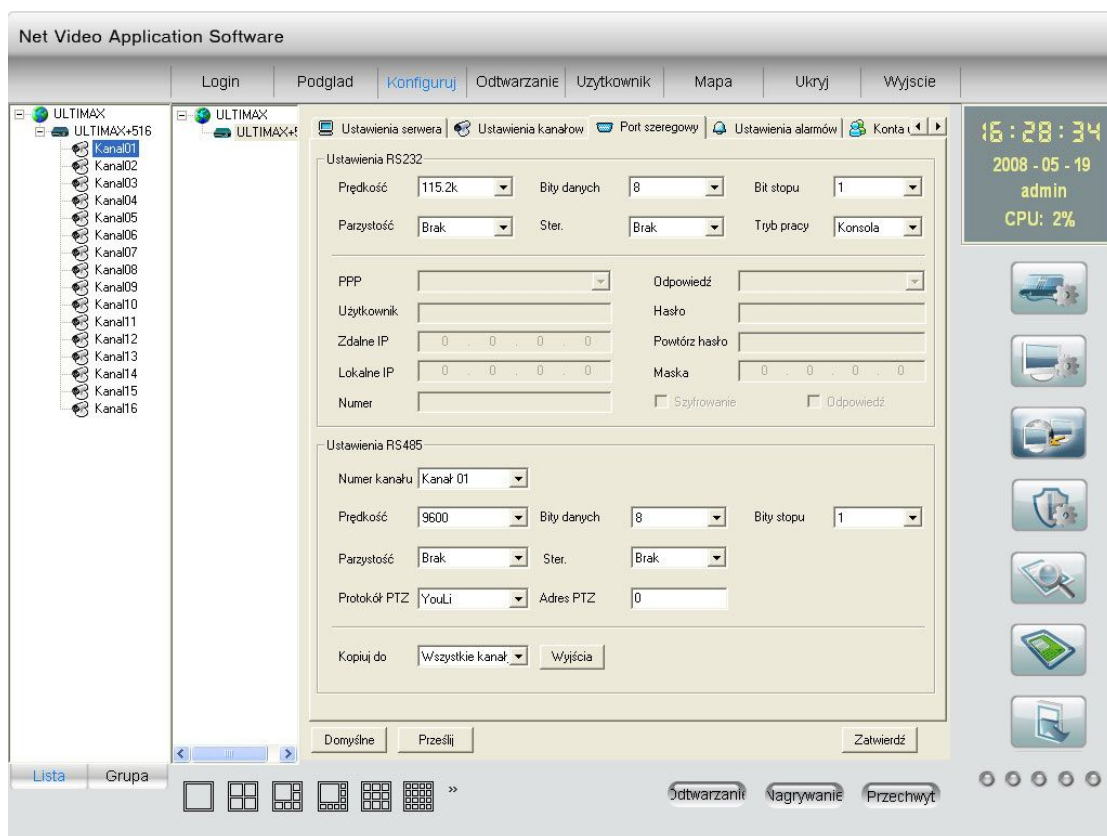 Net Video Application Software
Login Podglad Konfiguruj Odtwarzanie Uzytkownik Mapa Ukryj Wyjscie
ULTIMAX
ULTIMAX+516
Kanal01
Kanal02
Kanal03
Kanal04
Kanal05
Kanal06
Kanal07
Kanal08
Kanal09
Kanal10
Kanal11
Kanal12
Kanal13
Kanal14
Kanal15
Kanal16
Lista Grupa
ULTIMAX
ULTIMAX+5
Ustawienia serwera Ustawienia kanałow Port szeregowy Ustawienia alarmów Konta
Ustawienia RS232
Prędkość 115.2k Bity danych 8 Bit stopu 1
Parzystość Brak Ster. Brak Tryb pracy Konsola
PPP Odpowiedź
Użytkownik Hasło
Zdalne IP 0 . 0 . 0 . 0 Powtórz hasło
Lokalne IP 0 . 0 . 0 . 0 Maska 0 . 0 . 0 . 0
Numer Szyfrowanie Odpowiedź
Ustawienia RS485
Numer kanału Kanał 01
Prędkość 9600 Bity danych 8 Bity stopu 1
Parzystość Brak Ster. Brak
Protokół PTZ YouLi Adres PTZ 0
Kopiuj do Wszystkie kanał Wyjścia
Domyślne Prześlij Zatwierdź
16:28:34
2008 - 05 - 19
admin
CPU: 2%
» Odtwarzanie Nagrywanie Przechwyt